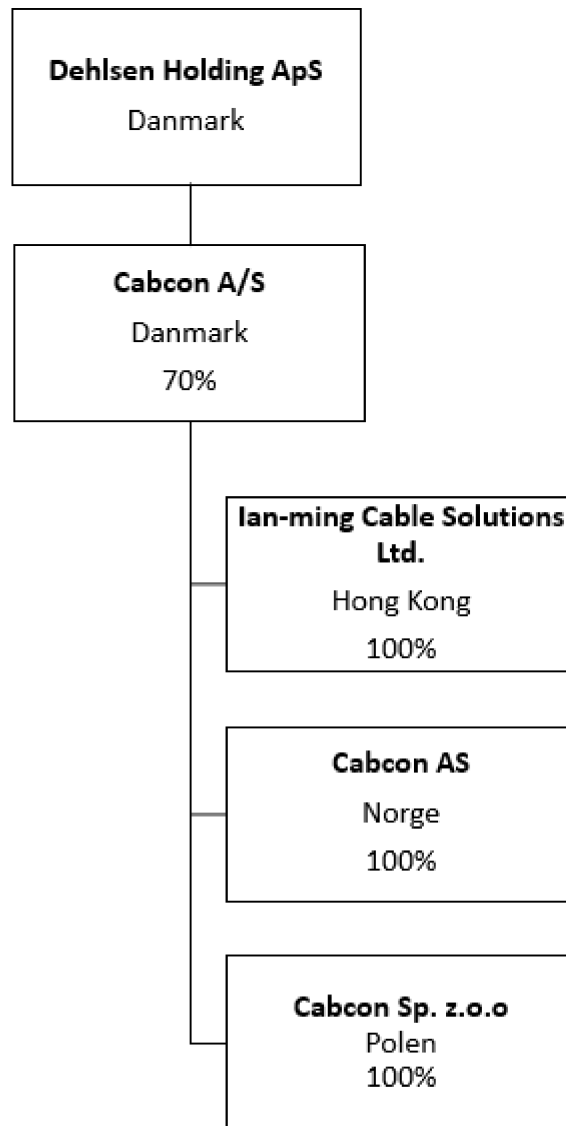 Dehlsen Holding ApS
Danmark
Cabcon A/S
Danmark
70%
Ian-ming Cable Solutions
Ltd.
Hong Kong
100%
Cabcon AS
Norge
100%
Cabcon Sp. z.o.o
Polen
100%